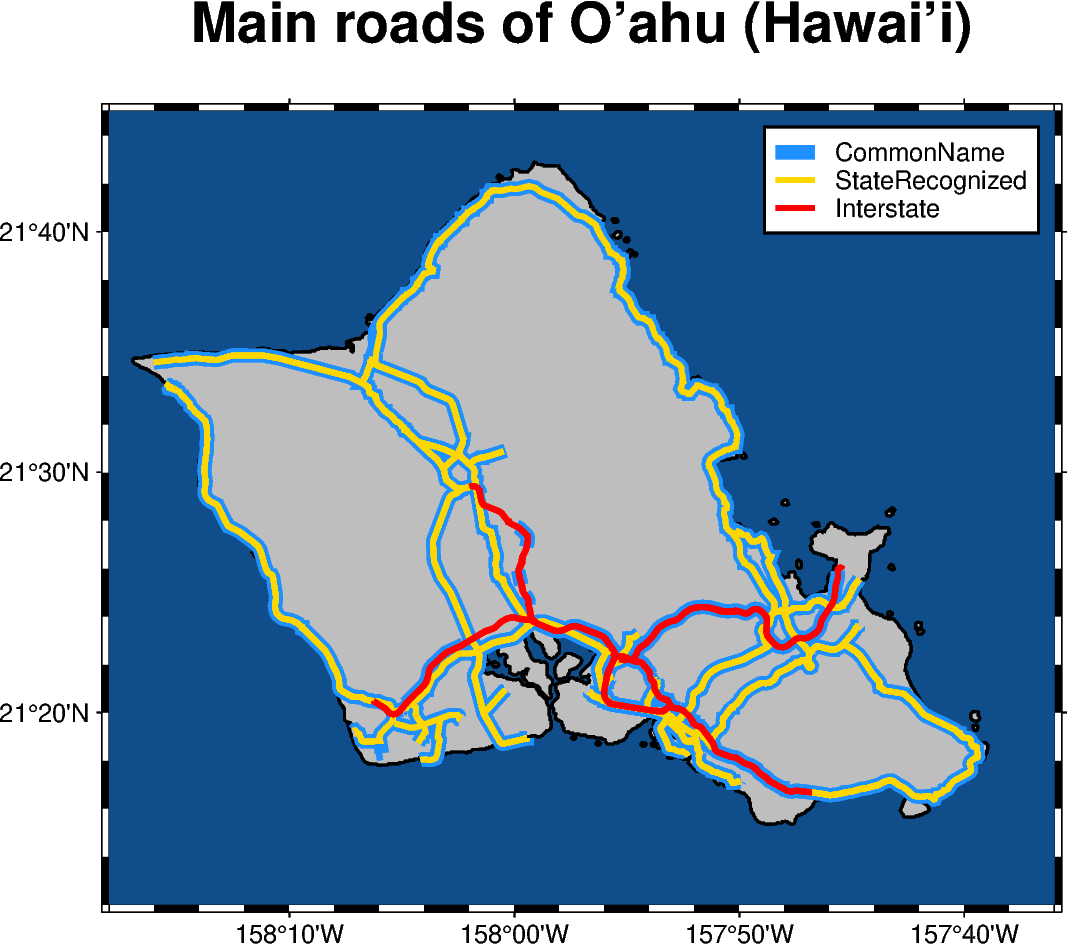 Main roads of O’ahu (Hawai’i)
CommonName
StateRecognized
Interstate
21°40'N
21°30'N
21°20'N
158°10'W
158°00'W
157°50'W
157°40'W